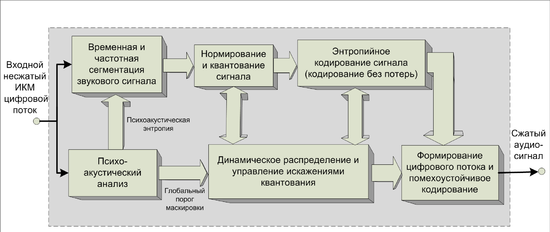 Входной
несжатый
ИКМ
цифровой
поток
Временная и
частотная
сегментация
звукового сигнала
Нормирование
и квантование
сигнала
Энтропийное
кодирование сигнала
(кодирование без потерь)
Психоакустическая
энтропия
Психо-
акустический
анализ
Глобальный
порог
маскировки
Динамическое распределение и
управление искажениями
квантования
Формирование
цифрового потока и
помехоустойчивое
кодирование
Сжатый
аудио-
сигнал